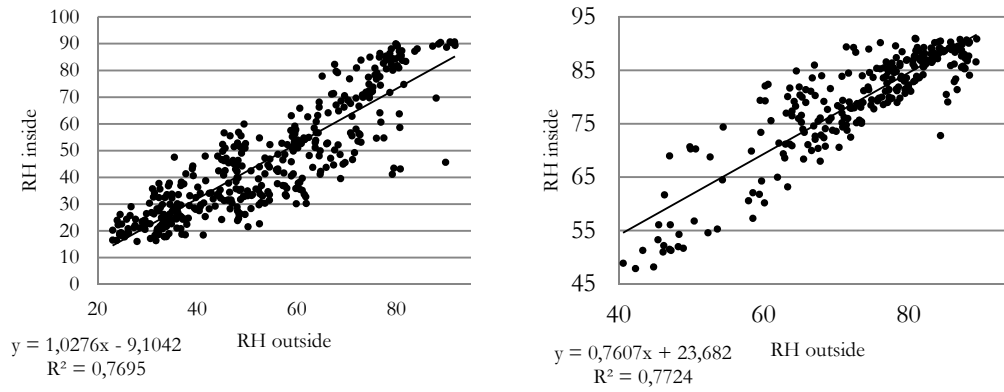 100
90
80
70
60
50
40
30
20
10
0
RH inside
20 40 60 80
RH outside
y = 1,0276x - 9,1042
R² = 0,7695
95
85
75
65
55
45
RH inside
40 60 80
RH outside
y = 0,7607x + 23,682
R² = 0,7724